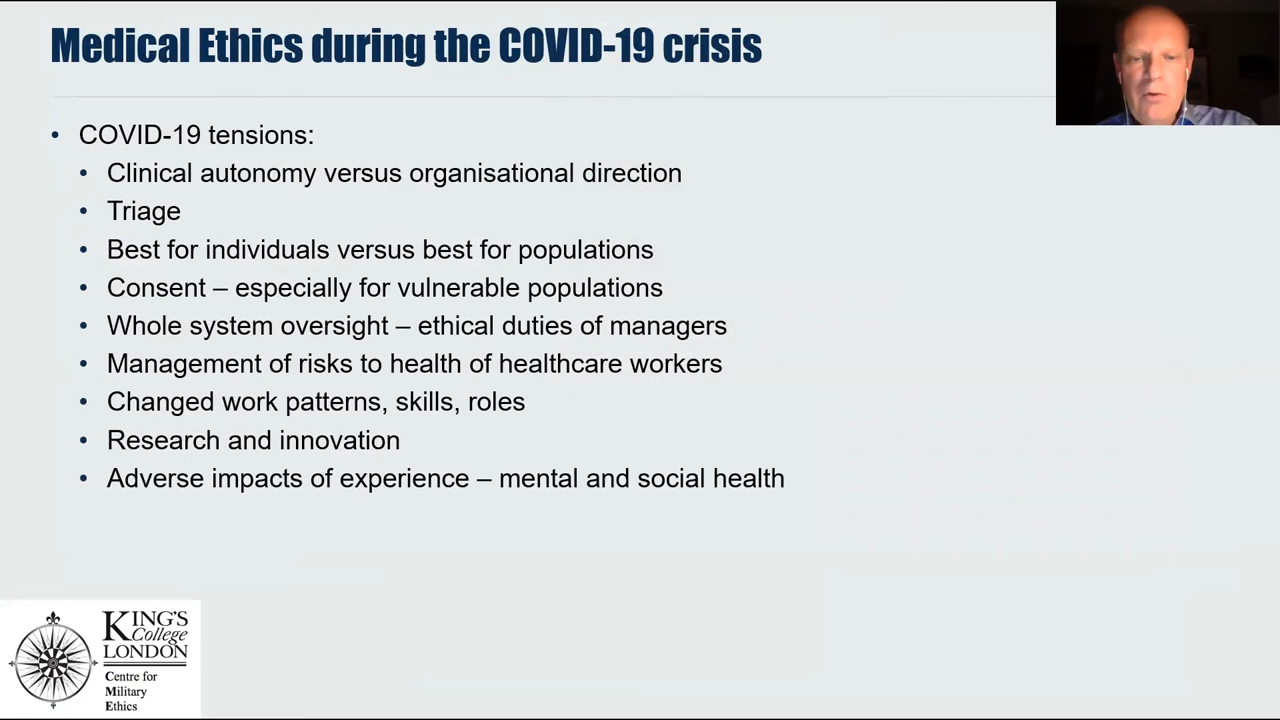 Medical Ethics during the COVID-19 crisis
• COVID-19 tensions:
• Clinical autonomy versus organisational direction
• Triage
• Best for individuals versus best for populations
• Consent – especially for vulnerable populations
• Whole system oversight – ethical duties of managers
• Management of risks to health of healthcare workers
• Changed work patterns, skills, roles
• Research and innovation
• Adverse impacts of experience – mental and social health
KING'S
College
LONDON
Centre for
Military
Ethics